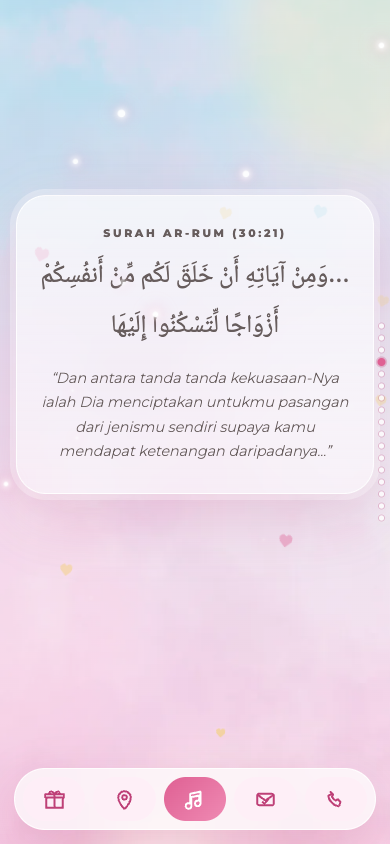 SURAH AR-RUM (30:21)
...وَمِنْ آيَاتِهِ أَنْ خَلَقَ لَكُم مِّنْ أَنفُسِكُمْ
أَزْوَاجًا لِّتَسْكُنُوا إِلَيْهَا
“Dan antara tanda tanda kekuasaan-Nya
ialah Dia menciptakan untukmu pasangan
dari jenismu sendiri supaya kamu
mendapat ketenangan daripadanya...”